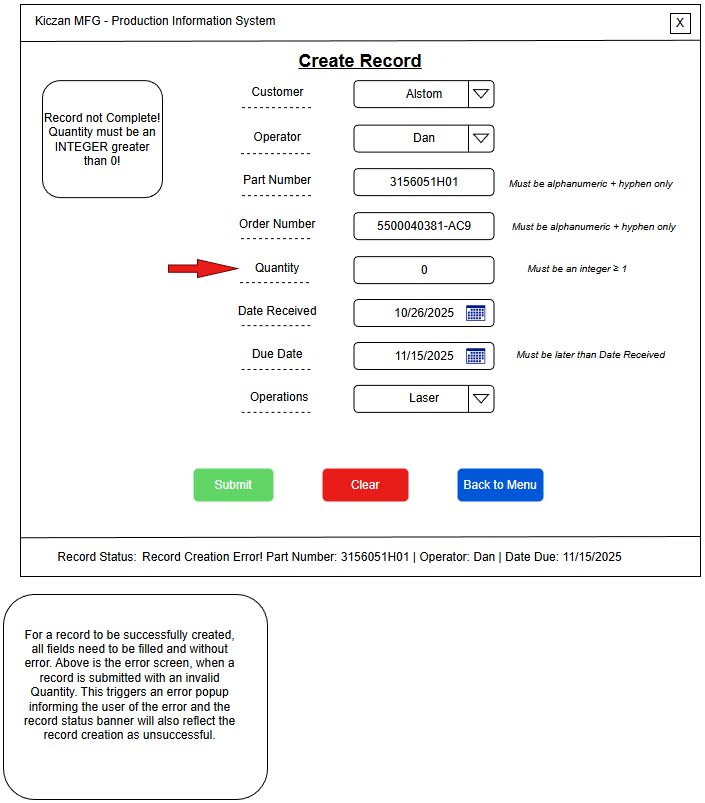 Kiczan MFG - Production Information System
X
Create Record
Record not Complete!
Quantity must be an
INTEGER greater
than 0!
Customer
Alstom
Operator
Dan
Part Number
3156051H01
Must be alphanumeric + hyphen only
Order Number
5500040381-AC9
Must be alphanumeric + hyphen only
Quantity
0
Must be an integer ≥ 1
Date Received
10/26/2025
Due Date
11/15/2025
Must be later than Date Received
Operations
Laser
Submit
Clear
Back to Menu
Record Status: Record Creation Error! Part Number: 3156051H01 | Operator: Dan | Date Due: 11/15/2025
For a record to be successfully created,
all fields need to be filled and without
error. Above is the error screen, when a
record is submitted with an invalid
Quantity. This triggers an error popup
informing the user of the error and the
record status banner will also reflect the
record creation as unsuccessful.